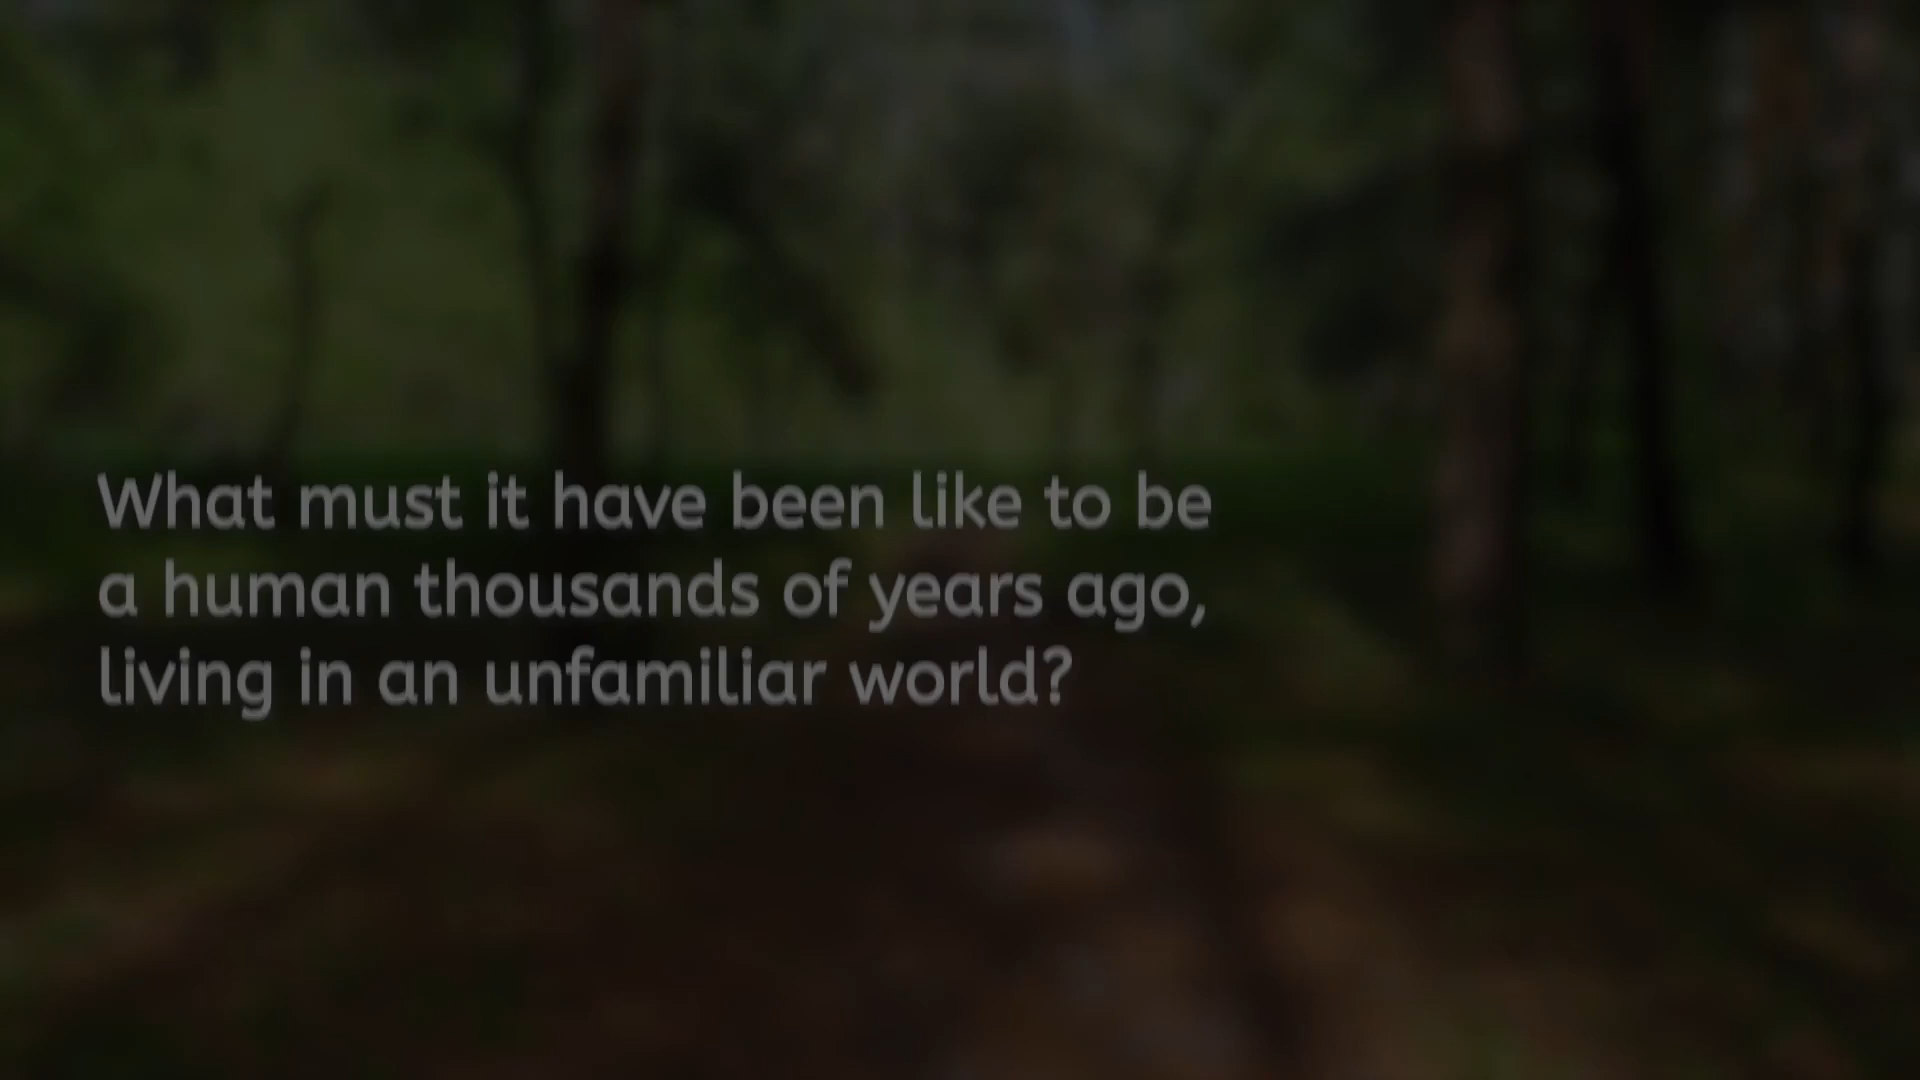 What must it have been like to be
a human thousands of years ago,
living in an unfamiliar world?